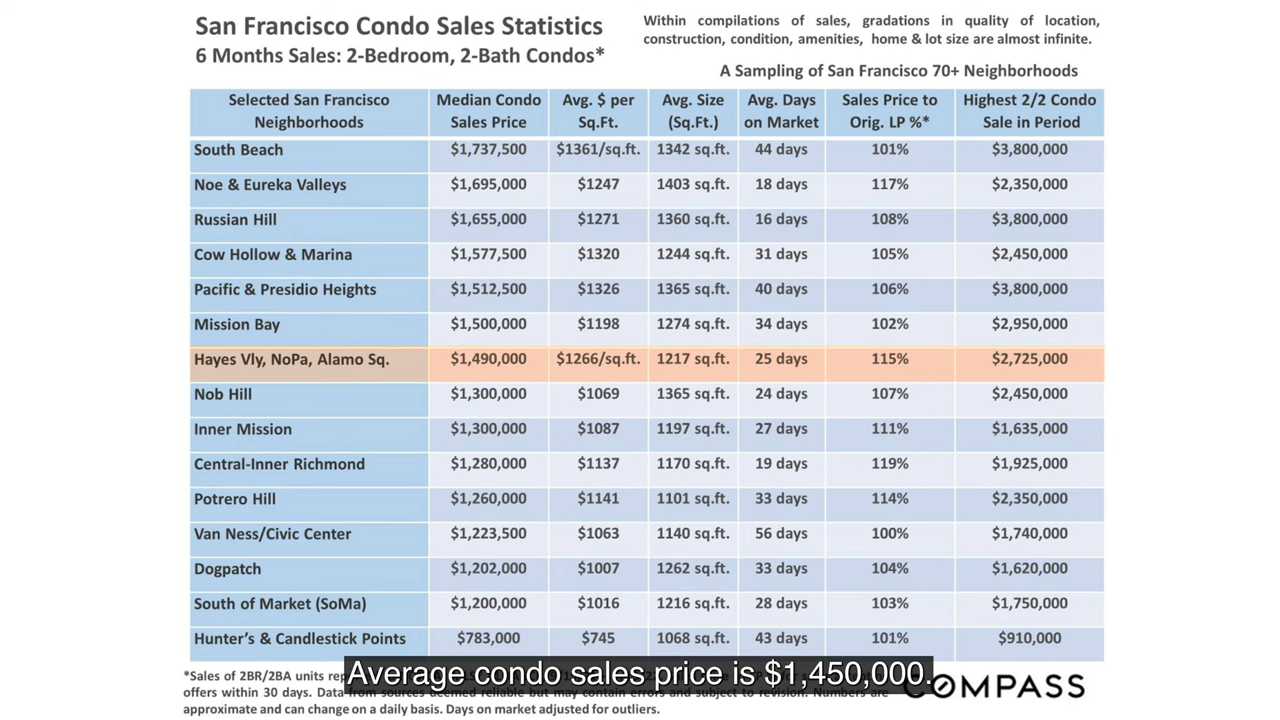 San Francisco Condo Sales Statistics
6 Months Sales: 2-Bedroom, 2-Bath Condos*
Within compilations of sales, gradations in quality of location,
construction, condition, amenities, home & lot size are almost infinite.
A Sampling of San Francisco 70+ Neighborhoods
Selected San Francisco Neighborhoods Median Condo Sales Price Avg. $ per Sq.Ft. Avg. Size (Sq.Ft.) Avg. Days on Market Sales Price to Orig. LP %* Highest 2/2 Condo Sale in Period
South Beach $1,737,500 $1361/sq.ft. 1342 sq.ft. 44 days 101% $3,800,000
Noe & Eureka Valleys $1,695,000 $1247 1403 sq.ft. 18 days 117% $2,350,000
Russian Hill $1,655,000 $1271 1360 sq.ft. 16 days 108% $3,800,000
Cow Hollow & Marina $1,577,500 $1320 1244 sq.ft. 31 days 105% $2,450,000
Pacific & Presidio Heights $1,512,500 $1326 1365 sq.ft. 40 days 106% $3,800,000
Mission Bay $1,500,000 $1198 1274 sq.ft. 34 days 102% $2,950,000
Hayes Vly, NoPa, Alamo Sq. $1,490,000 $1266/sq.ft. 1217 sq.ft. 25 days 115% $2,725,000
Nob Hill $1,300,000 $1069 1365 sq.ft. 24 days 107% $2,450,000
Inner Mission $1,300,000 $1087 1197 sq.ft. 27 days 111% $1,635,000
Central-Inner Richmond $1,280,000 $1137 1170 sq.ft. 19 days 119% $1,925,000
Potrero Hill $1,260,000 $1141 1101 sq.ft. 33 days 114% $2,350,000
Van Ness/Civic Center $1,223,500 $1063 1140 sq.ft. 56 days 100% $1,740,000
Dogpatch $1,202,000 $1007 1262 sq.ft. 33 days 104% $1,620,000
South of Market (SoMa) $1,200,000 $1016 1216 sq.ft. 28 days 103% $1,750,000
Hunter's & Candlestick Points $783,000 $745 1068 sq.ft. 43 days 101% $910,000
*Sales of 2BR/2BA units
Average condo sales price is $1,450,000.
offers within 30 days. Data from sources deemed reliable but may contain errors and subject to revision. Numbers are
approximate and can change on a daily basis. Days on market adjusted for outliers.
COMPASS